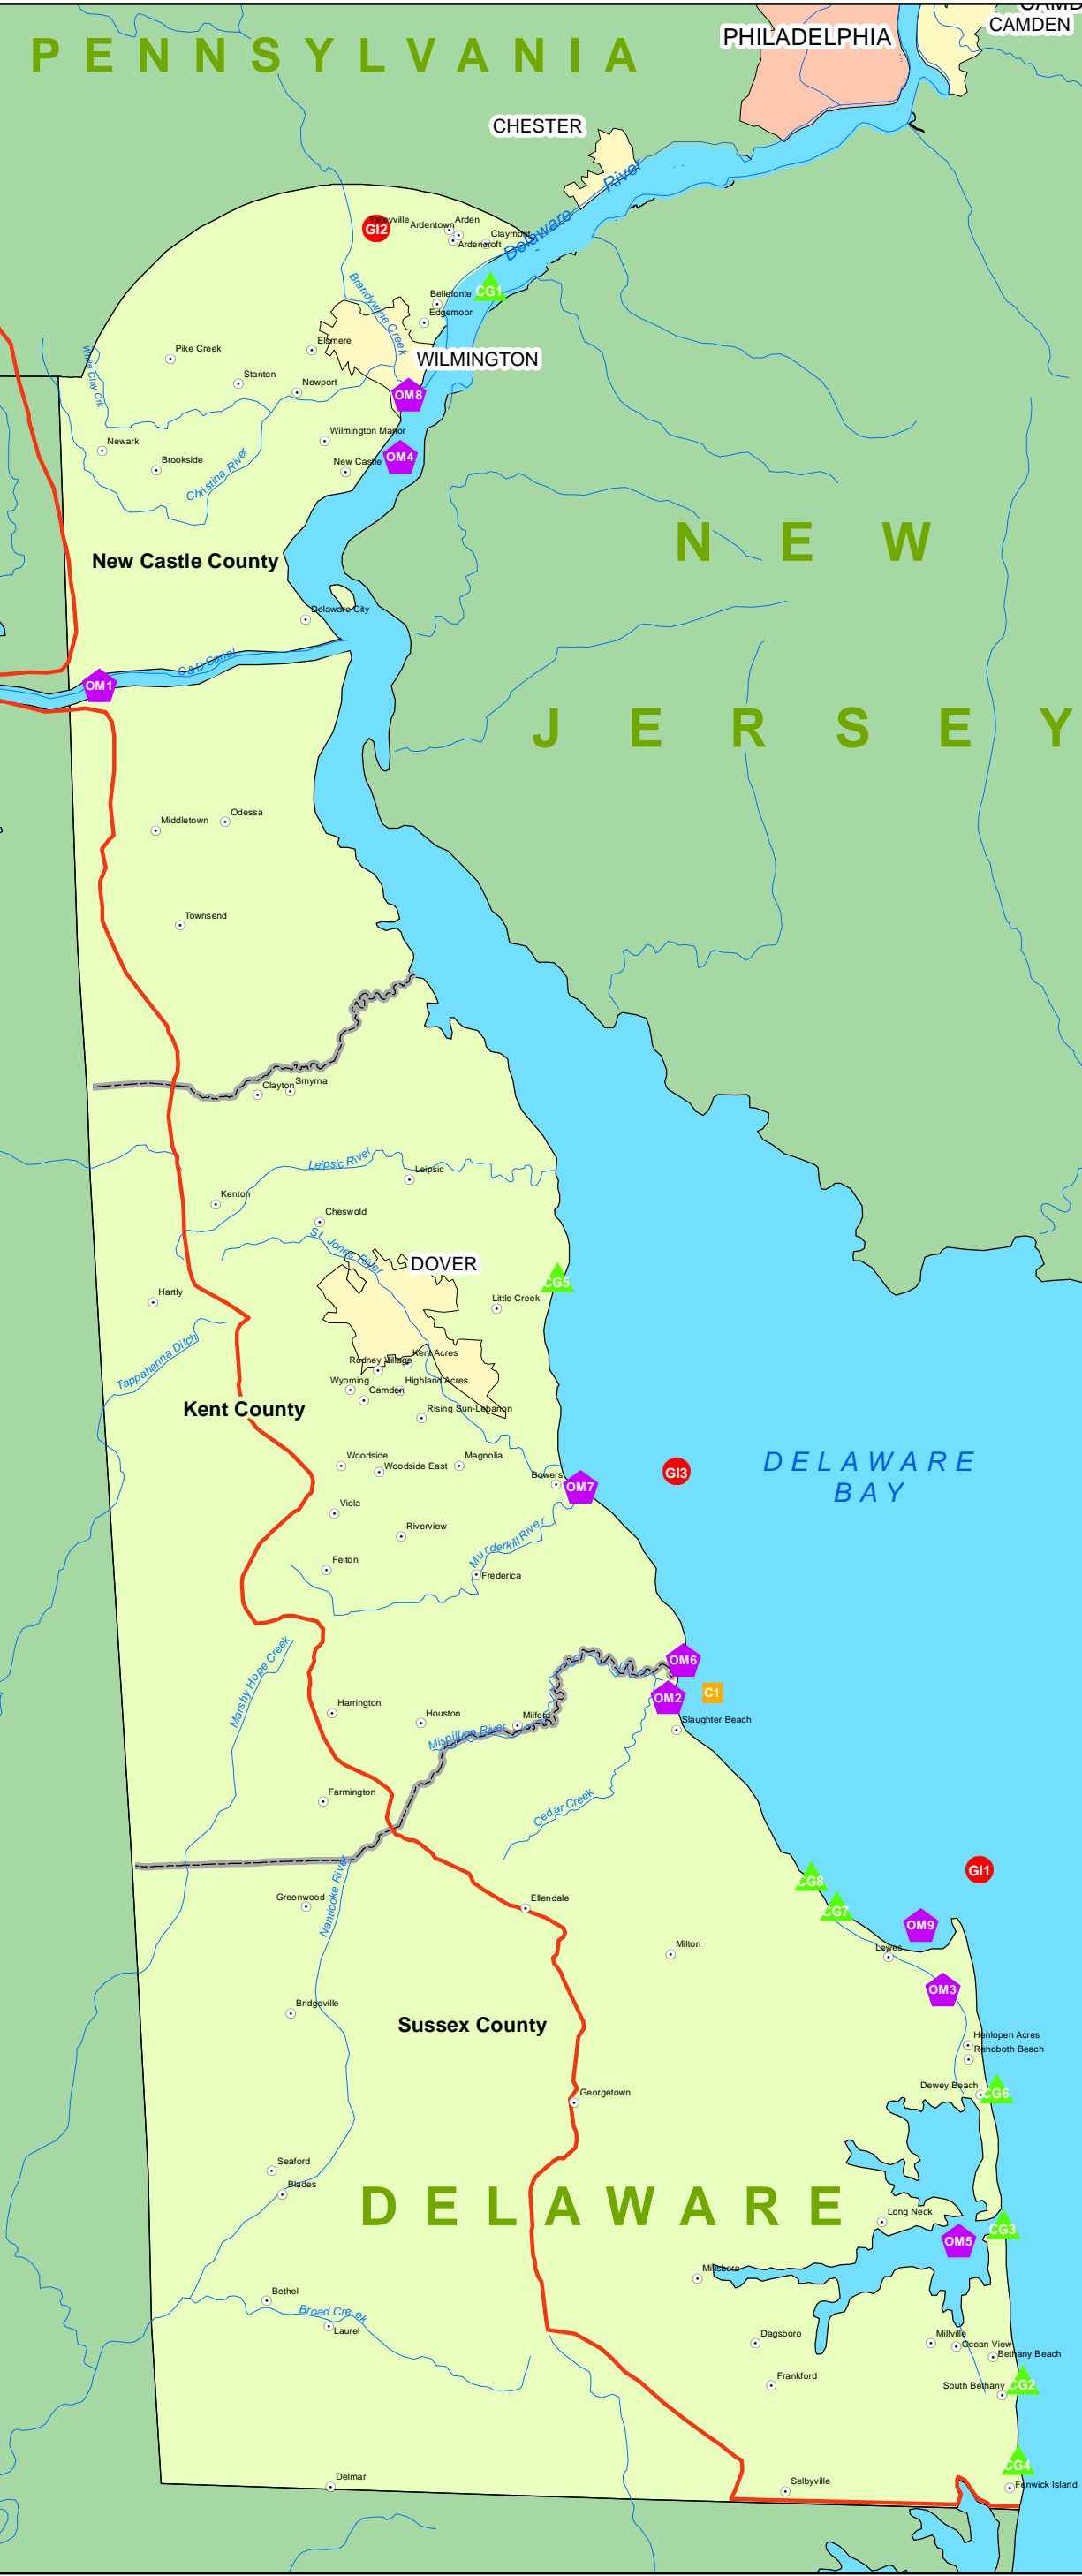 CAMD
CAMDEN
PHILADELPHIA
PENNSYLVANIA
CHESTER
Delaware River
Talleyville
GI2
Ardentown
Arden
Claymont
Ardencroft
CG1
Brandywine Creek
Bellefonte
Edgemoor
Elsmere
WILMINGTON
Pike Creek
White Clay Crk
Stanton
Newport
OM8
Wilmington Manor
Newark
Brookside
New Castle
OM4
Christina River
NEW
New Castle County
Delaware City
C & D Canal
OM1
JERSEY
Middletown
Odessa
Townsend
Clayton
Smyrna
Leipsic River
Leipsic
Kenton
Cheswold
St. Jones River
DOVER
CG5
Hartly
Little Creek
Tappahanna Ditch
Kent Acres
Rodney Village
Wyoming
Highland Acres
Camden
Kent County
Rising Sun-Lebanon
Woodside
Woodside East
Magnolia
Bowers
OM7
GI3
DELAWARE
BAY
Viola
Riverview
Murderkill River
Felton
Frederica
Marshy Hope Creek
OM6
OM2
C1
Harrington
Houston
Milford
Slaughter Beach
Mispillion River
Farmington
Cedar Creek
GI1
CG8
CG7
Greenwood
Nanticoke River
Ellendale
OM9
Milton
Lewes
OM3
Bridgeville
Sussex County
Henlopen Acres
Rehoboth Beach
Dewey Beach
CG6
Georgetown
Seaford
Blades
DELAWARE
Long Neck
CG3
OM5
Millsboro
Bethel
Broad Creek
Laurel
Dagsboro
Millville
Ocean View
Bethany Beach
Frankford
South Bethany
CG2
CG4
Delmar
Selbyville
Fenwick Island